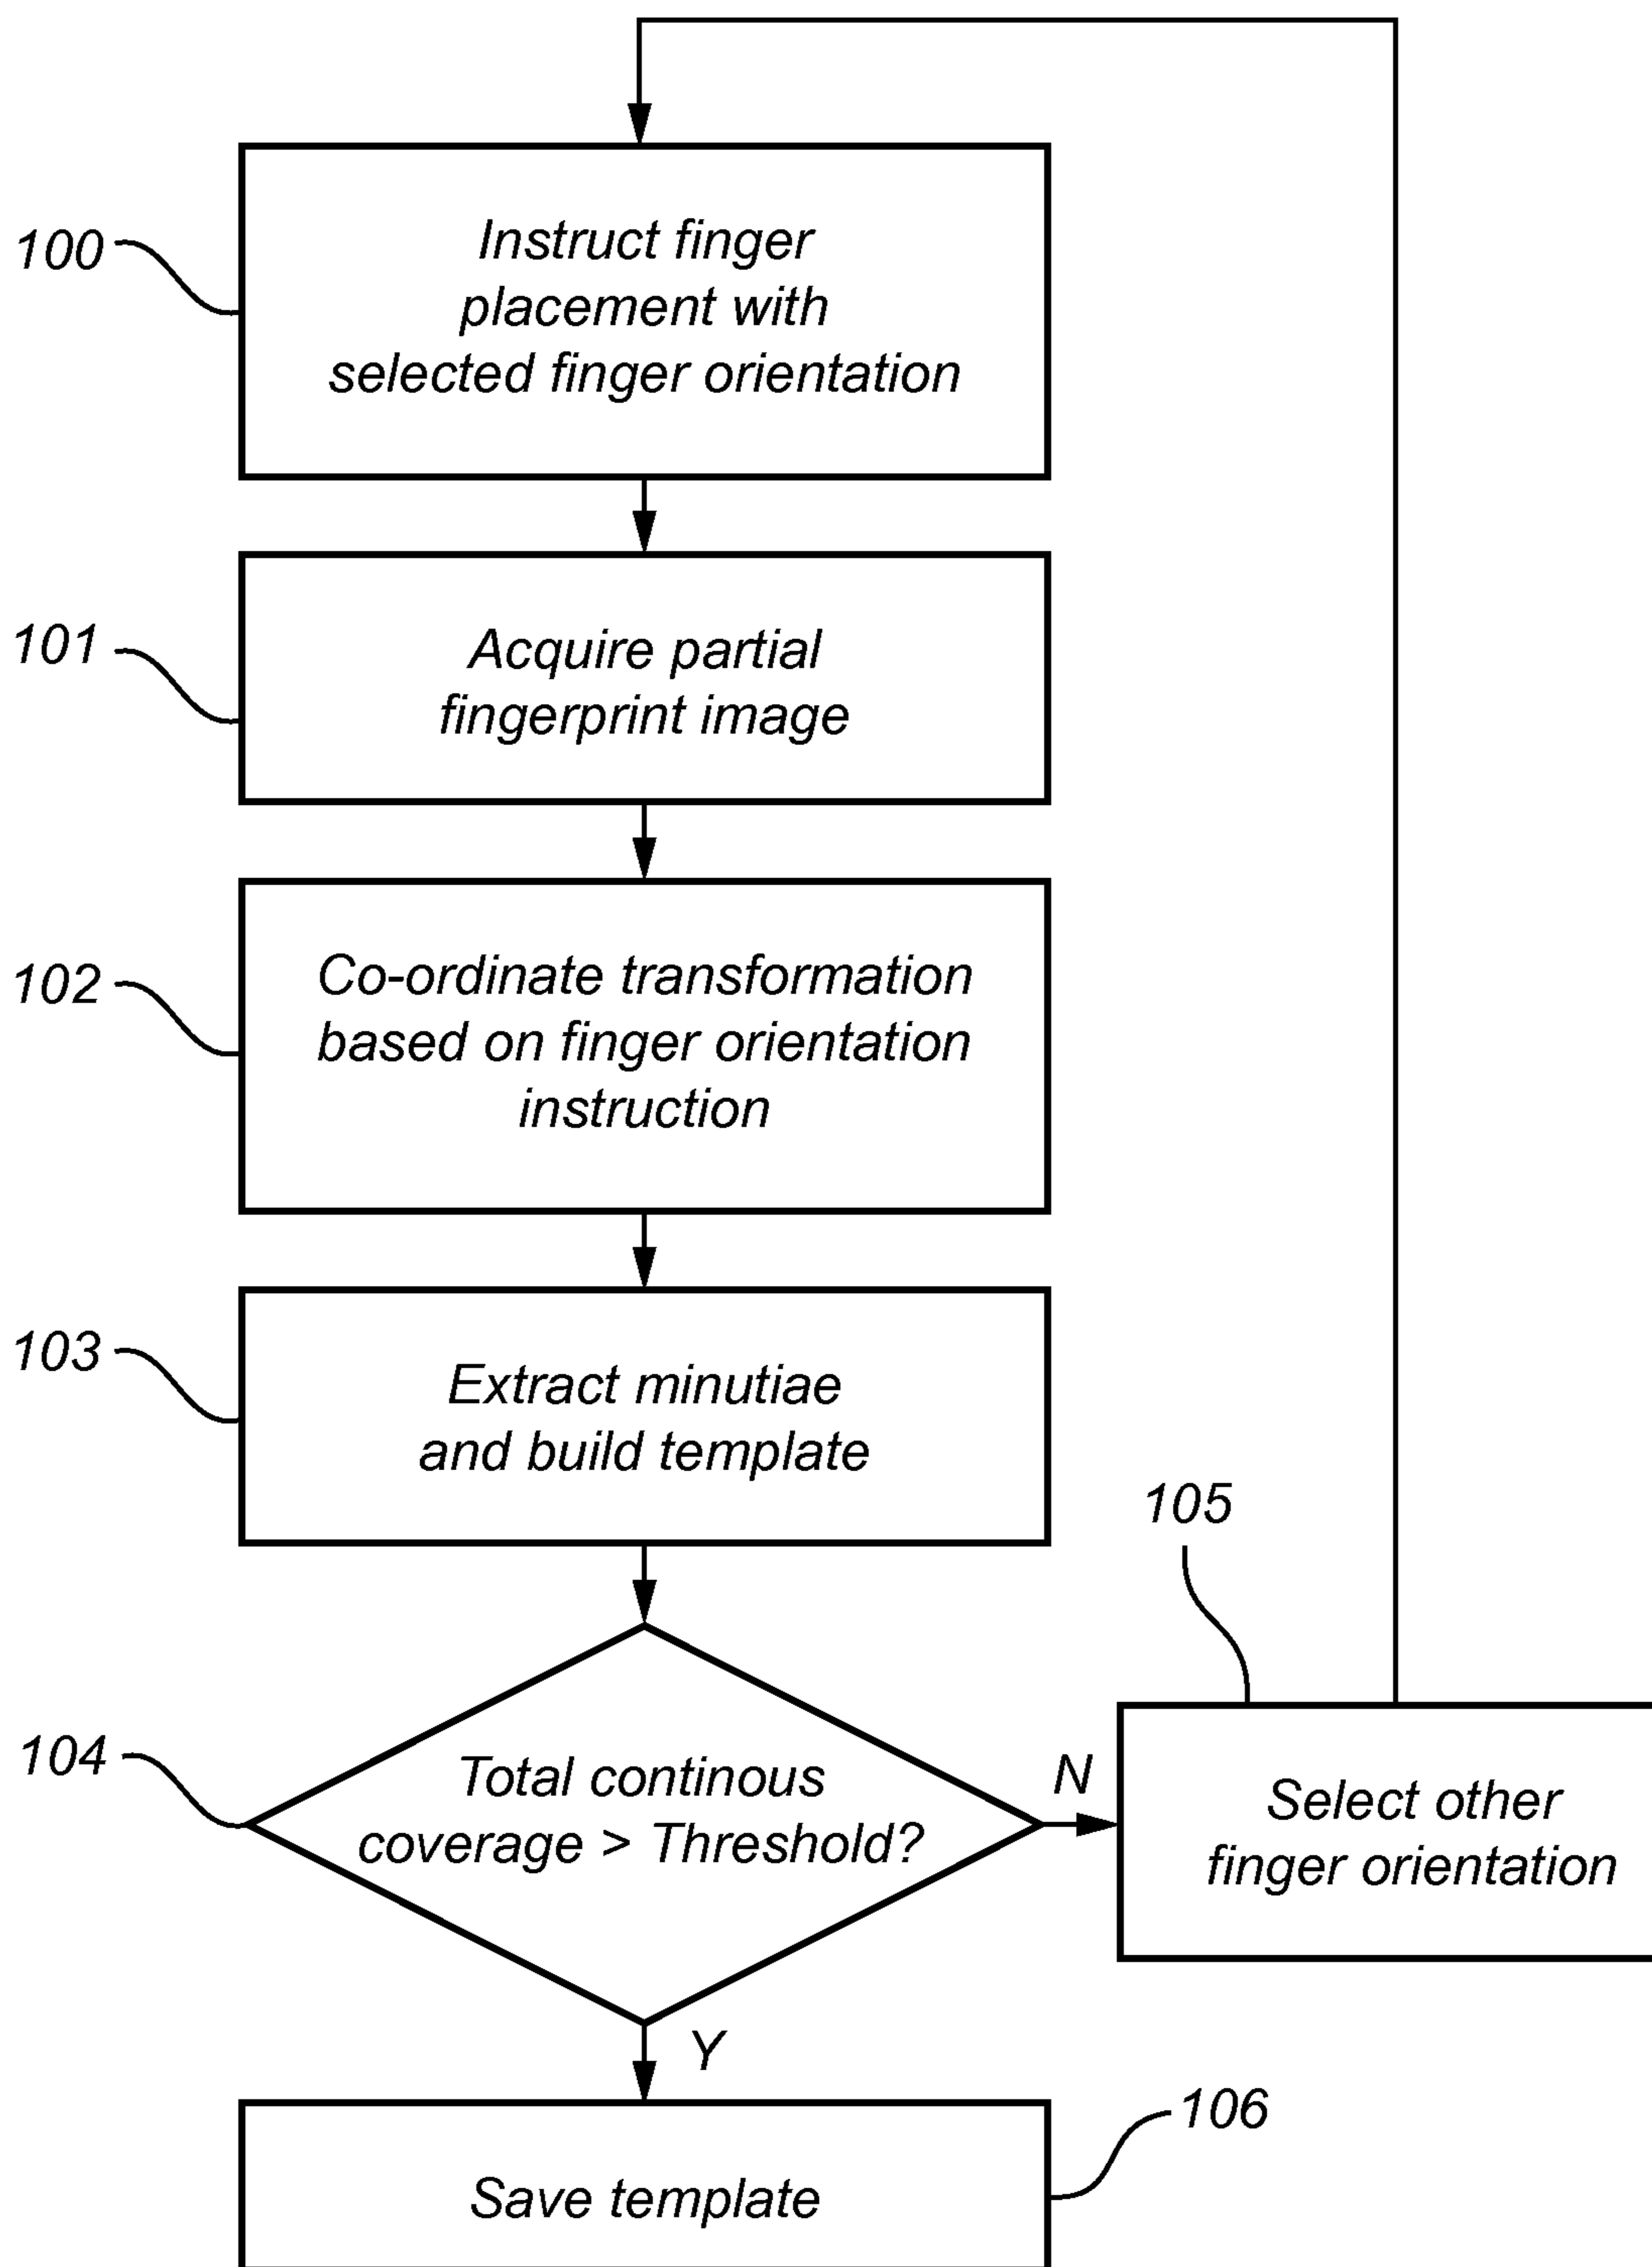 100
Instruct finger
placement with
selected finger orientation
101
Acquire partial
fingerprint image
102
Co-ordinate transformation
based on finger orientation
instruction
103
Extract minutiae
and build template
104
Total continous
coverage > Threshold?
N
105
Select other
finger orientation
Y
106
Save template